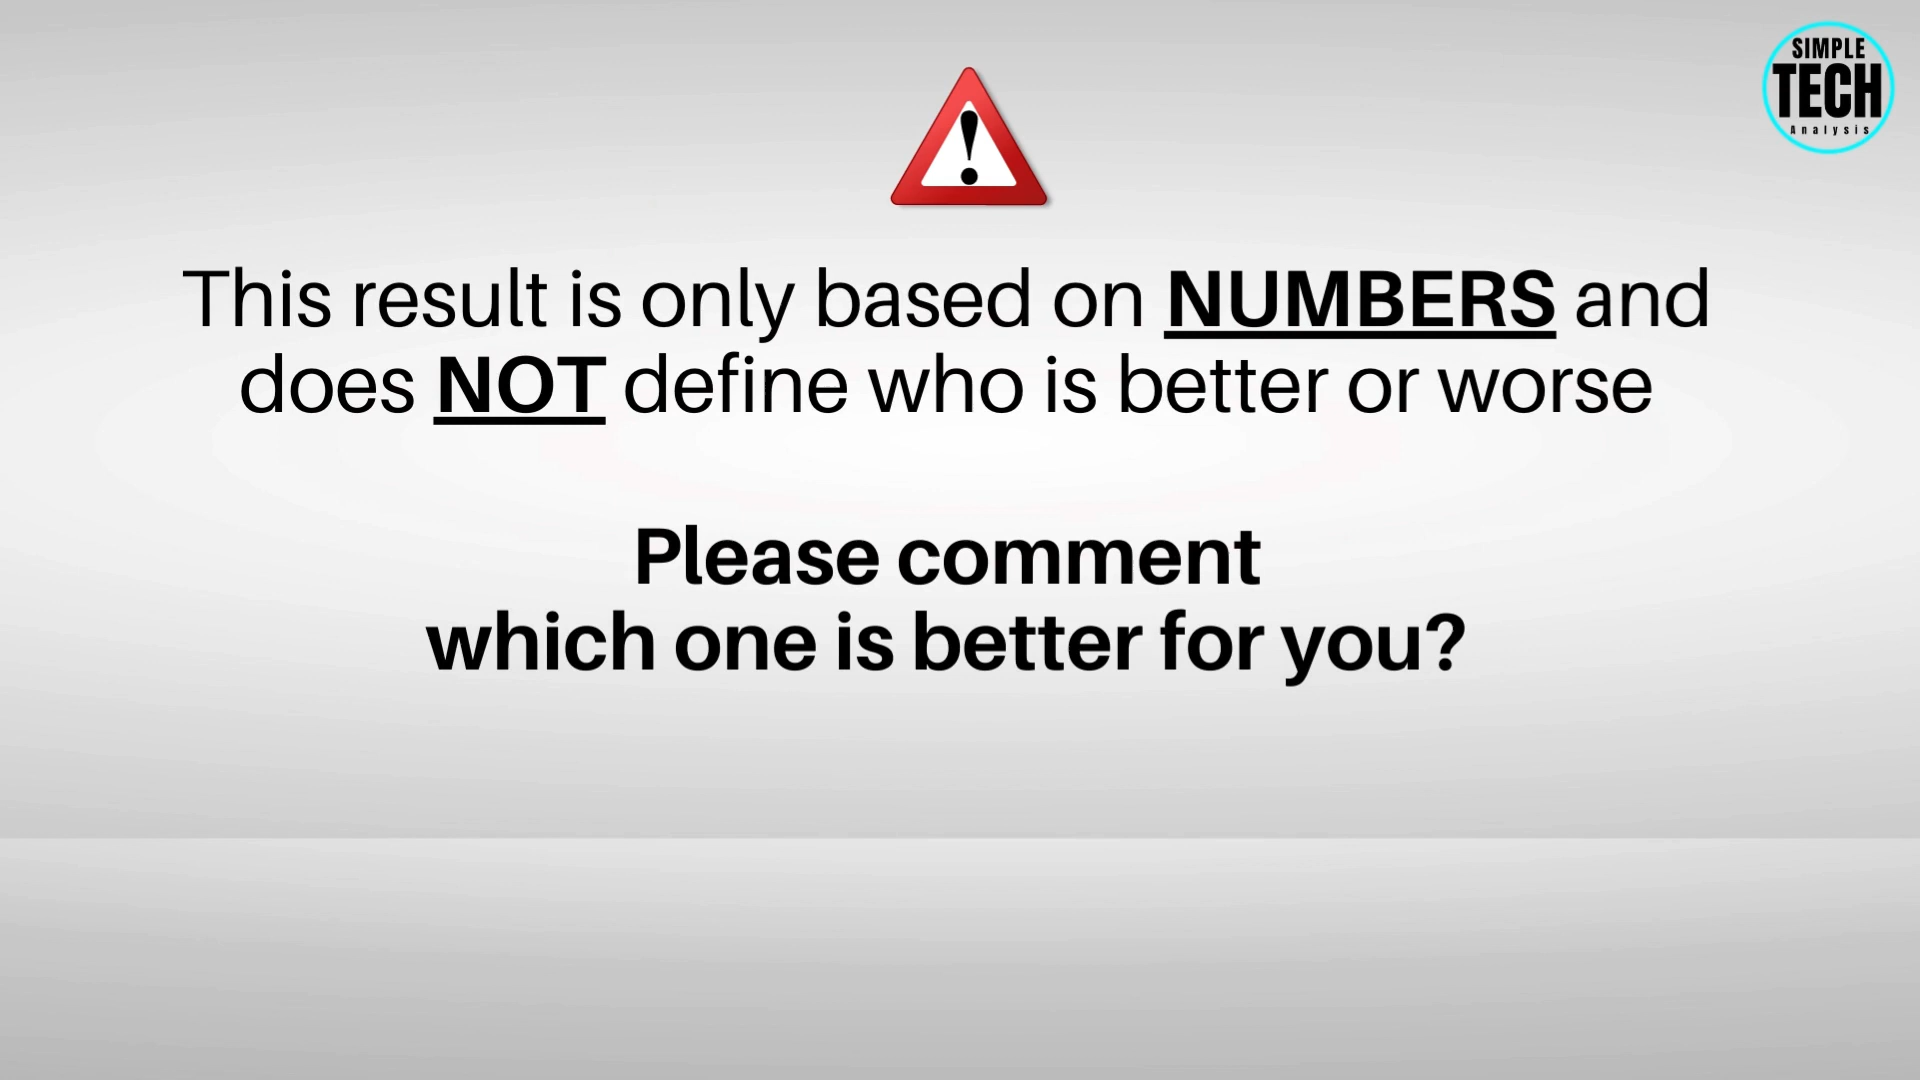 SIMPLE
TECH
Analysis
This result is only based on NUMBERS and
does NOT define who is better or worse
Please comment
which one is better for you?